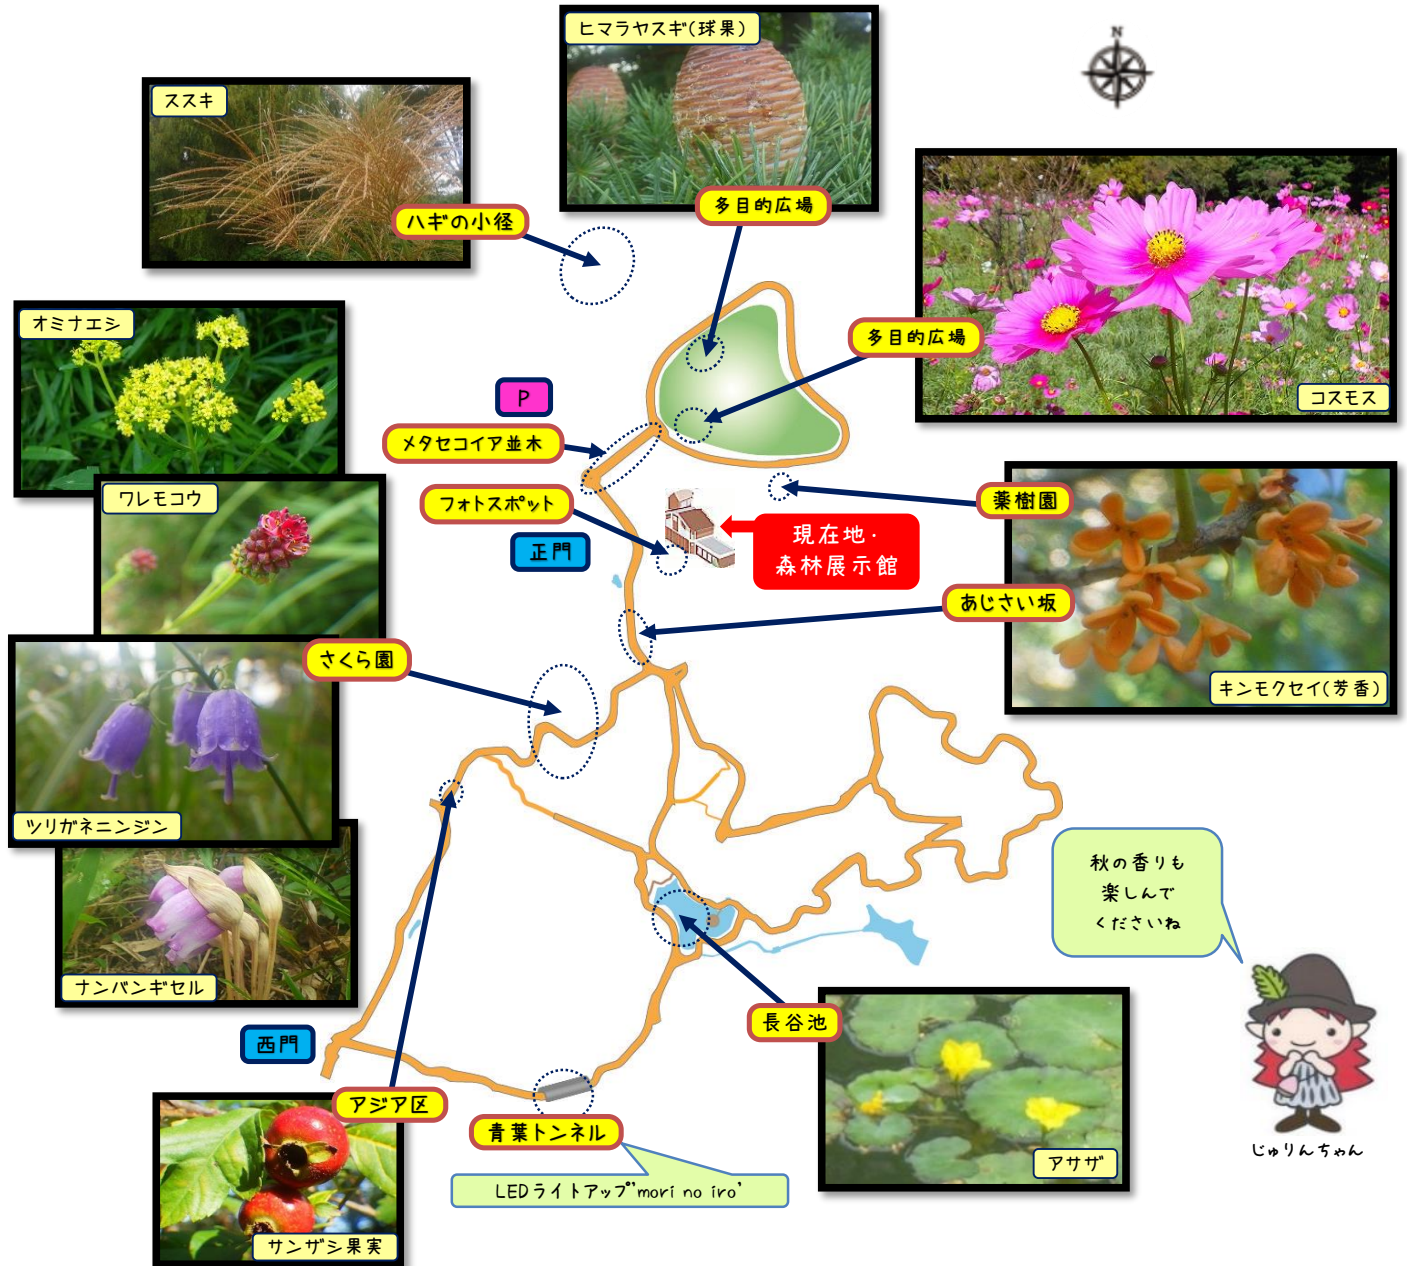 ヒマラヤスギ(球果)
N
ススキ
多目的広場
ハギの小径
オミナエシ
多目的広場
コスモス
P
メタセコイア並木
ワレモコウ
フォトスポット
薬樹園
正門
現在地・
森林展示館
あじさい坂
さくら園
キンモクセイ(芳香)
ツリガネニンジン
秋の香りも
楽しんで
くださいね
ナンバンギセル
長谷池
西門
アジア区
青葉トンネル
じゅりんちゃん
アサザ
LEDライトアップ'mori no iro'
サンザシ果実